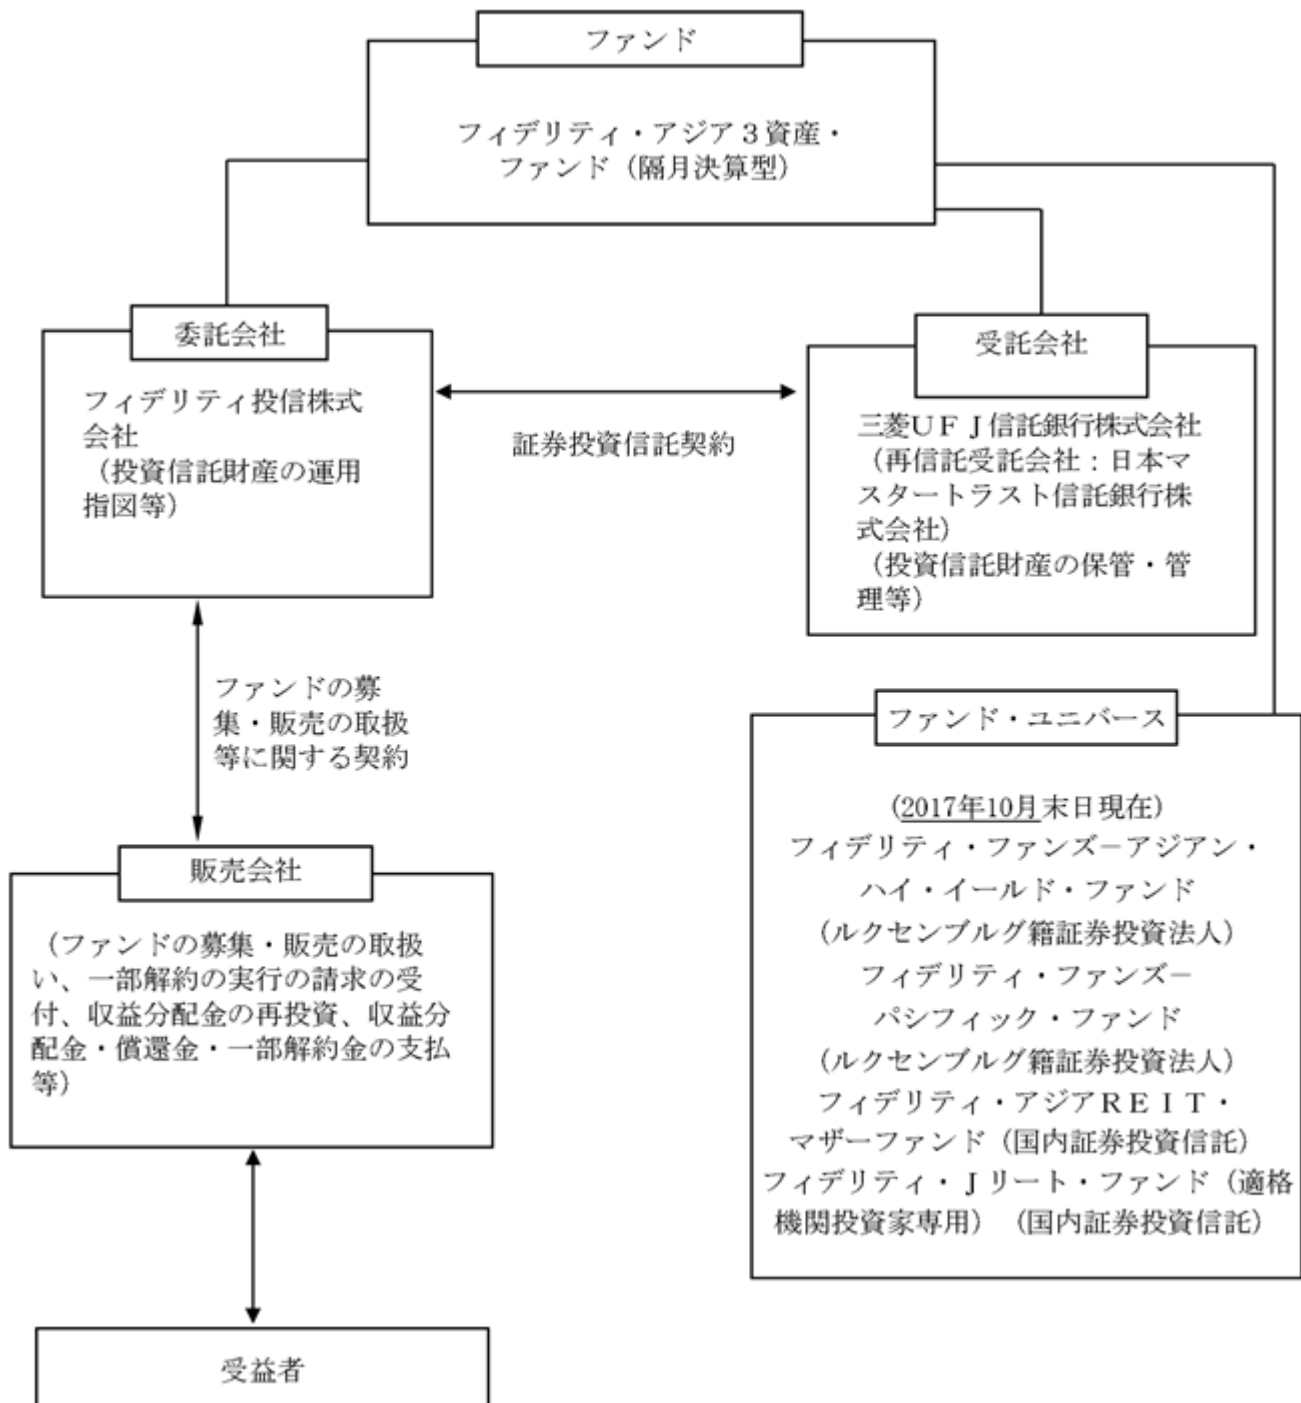 ファンド
フィデリティ・アジア３資産・
ファンド（隔月決算型）
委託会社
フィデリティ投信株式
会社
（投資信託財産の運用
指図等）
証券投資信託契約
受託会社
三菱ＵＦＪ信託銀行株式会社
（再信託受託会社：日本マ
スタートラスト信託銀行株
式会社）
（投資信託財産の保管・管
理等）
ファンドの募
集・販売の取扱
等に関する契約
販売会社
（ファンドの募集・販売の取扱
い、一部解約の実行の請求の受
付、収益分配金の再投資、収益分
配金・償還金・一部解約金の支払
等）
受益者
ファンド・ユニバース
（2017年10月末日現在）
フィデリティ・ファンズ－アジアン・
ハイ・イールド・ファンド
（ルクセンブルグ籍証券投資法人）
フィデリティ・ファンズ－
パシフィック・ファンド
（ルクセンブルグ籍証券投資法人）
フィデリティ・アジアＲＥＩＴ・
マザーファンド（国内証券投資信託）
フィデリティ・Ｊリート・ファンド（適格
機関投資家専用）（国内証券投資信託）